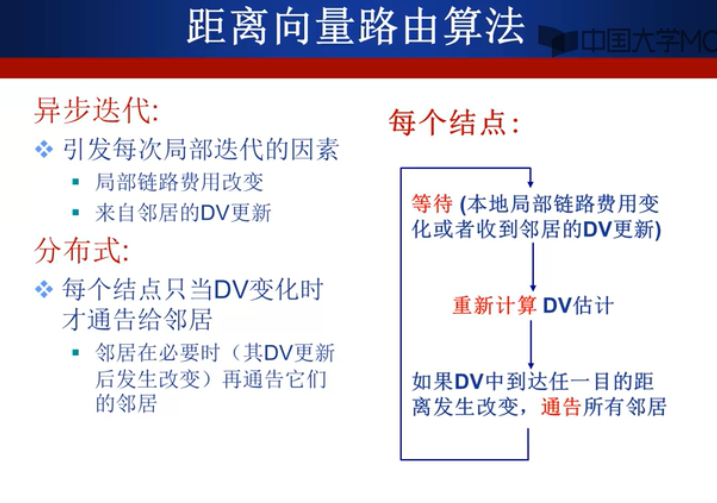 距离向量路由算法
中国大学MO
异步迭代:
引发每次局部迭代的因素
局部链路费用改变
来自邻居的DV更新
分布式:
每个结点只当DV变化时
才通告给邻居
邻居在必要时（其DV更新
后发生改变）再通告它们
的邻居
每个结点:
等待 (本地局部链路费用变
化或者收到邻居的DV更新)
重新计算 DV估计
如果DV中到达任一目的距
离发生改变，通告所有邻居